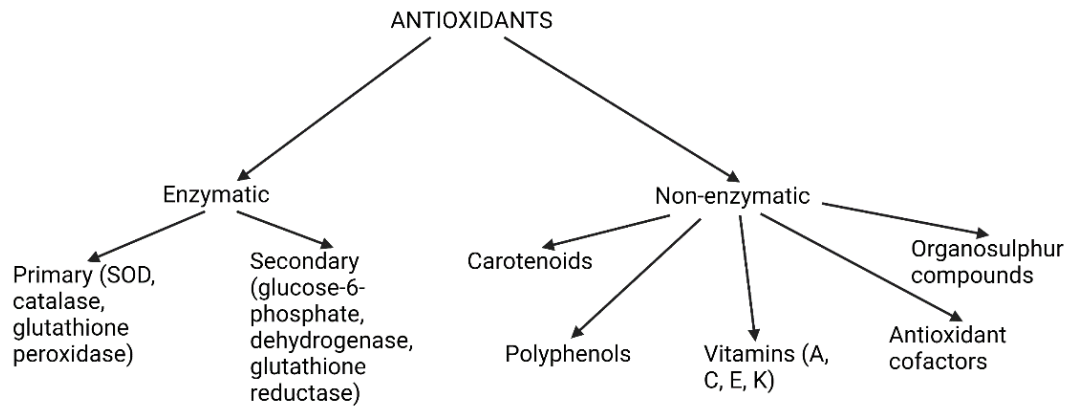 ANTIOXIDANTS
Enzymatic
Non-enzymatic
Primary (SOD,
catalase,
glutathione
peroxidase)
Secondary
(glucose-6-
phosphate,
dehydrogenase,
glutathione
reductase)
Carotenoids
Polyphenols
Vitamins (A,
C, E, K)
Antioxidant
cofactors
Organosulphur
compounds